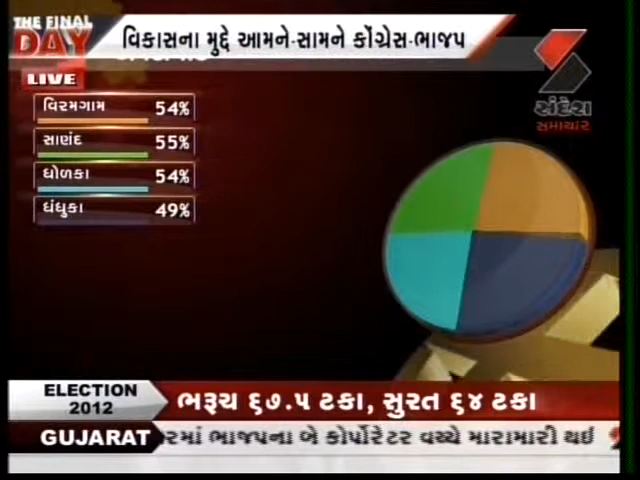 THE FINAL
DAY
LIVE
વિકાસના મુદ્દે આમને-સામને કોંગ્રેસ-ભાજપ
સંદેશ
સમાચાર
વિરમગામ 54%
સાણંદ 55%
ધોળકા 54%
ધંધુકા 49%
ELECTION
2012
ભરૂચ ૬૭.૫ ટકા, સુરત ૬૪ ટકા
GUJARAT
રમાં ભાજપના બે કોર્પોરેટર વચ્ચે મારામારી થઈ